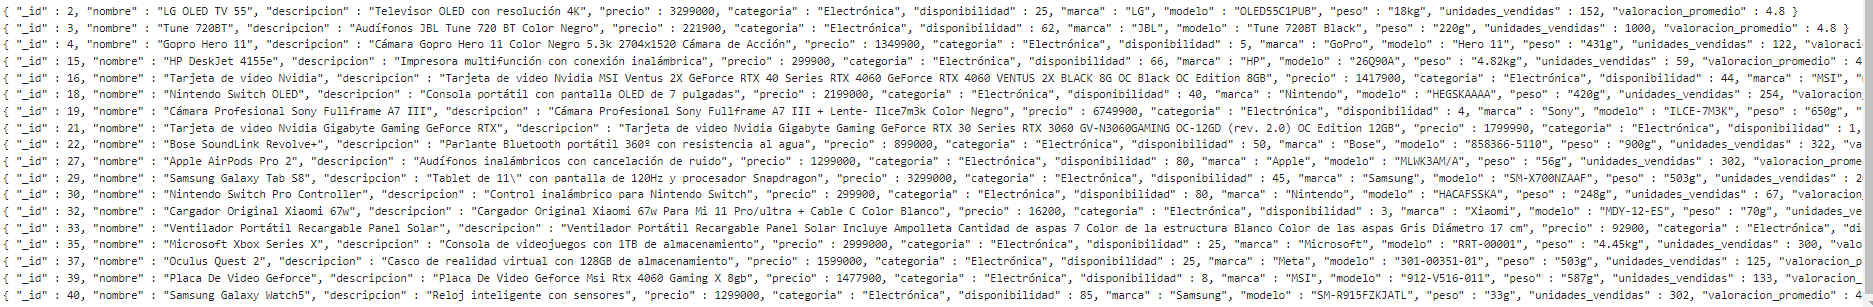 { "_id" : 2, "nombre" : "LG OLED TV 55", "descripcion" : "Televisor OLED con resolución 4K", "precio" : 3299000, "categoria" : "Electrónica", "disponibilidad" : 25, "marca" : "LG", "modelo" : "OLED55C1PUB", "peso" : "18kg", "unidades_vendidas" : 152, "valoracion_promedio" : 4.8 }
{ "_id" : 3, "nombre" : "Tune 720BT", "descripcion" : "Audífonos JBL Tune 720 BT Color Negro", "precio" : 221900, "categoria" : "Electrónica", "disponibilidad" : 62, "marca" : "JBL", "modelo" : "Tune 720BT Black", "peso" : "220g", "unidades_vendidas" : 1000, "valoracion_promedio" : 4.8 }
{ "_id" : 4, "nombre" : "Gopro Hero 11", "descripcion" : "Cámara Gopro Hero 11 Color Negro 5.3k 2704x1520 Cámara de Acción", "precio" : 1349900, "categoria" : "Electrónica", "disponibilidad" : 5, "marca" : "GoPro", "modelo" : "Hero 11", "peso" : "431g", "unidades_vendidas" : 122, "valoraci
{ "_id" : 15, "nombre" : "HP DeskJet 4155e", "descripcion" : "Impresora multifunción con conexión inalámbrica", "precio" : 299900, "categoria" : "Electrónica", "disponibilidad" : 66, "marca" : "HP", "modelo" : "26Q90A", "peso" : "4.82kg", "unidades_vendidas" : 59, "valoracion_promedio" : 4
{ "_id" : 16, "nombre" : "Tarjeta de video Nvidia", "descripcion" : "Tarjeta de video Nvidia MSI Ventus 2X GeForce RTX 40 Series RTX 4060 GeForce RTX 4060 VENTUS 2X BLACK 8G OC Black OC Edition 8GB", "precio" : 1417900, "categoria" : "Electrónica", "disponibilidad" : 44, "marca" : "MSI",
{ "_id" : 18, "nombre" : "Nintendo Switch OLED", "descripcion" : "Consola portátil con pantalla OLED de 7 pulgadas", "precio" : 2199000, "categoria" : "Electrónica", "disponibilidad" : 40, "marca" : "Nintendo", "modelo" : "HEGSKAAAA", "peso" : "420g", "unidades_vendidas" : 254, "valoracion
{ "_id" : 19, "nombre" : "Cámara Profesional Sony Fullframe A7 III", "descripcion" : "Cámara Profesional Sony Fullframe A7 III + Lente- Ilce7m3k Color Negro", "precio" : 6749900, "categoria" : "Electrónica", "disponibilidad" : 4, "marca" : "Sony", "modelo" : "ILCE-7M3K", "peso" : "650g",
{ "_id" : 21, "nombre" : "Tarjeta de video Nvidia Gigabyte Gaming GeForce RTX", "descripcion" : "Tarjeta de video Nvidia Gigabyte Gaming GeForce RTX 30 Series RTX 3060 GV-N3060GAMING OC-12GD (rev. 2.0) OC Edition 12GB", "precio" : 1799990, "categoria" : "Electrónica", "disponibilidad" : 1,
{ "_id" : 22, "nombre" : "Bose SoundLink Revolve+", "descripcion" : "Parlante Bluetooth portátil 360º con resistencia al agua", "precio" : 899000, "categoria" : "Electrónica", "disponibilidad" : 50, "marca" : "Bose", "modelo" : "858366-5110", "peso" : "900g", "unidades_vendidas" : 322, "va
{ "_id" : 27, "nombre" : "Apple AirPods Pro 2", "descripcion" : "Audífonos inalámbricos con cancelación de ruido", "precio" : 1299000, "categoria" : "Electrónica", "disponibilidad" : 80, "marca" : "Apple", "modelo" : "MLWK3AM/A", "peso" : "56g", "unidades_vendidas" : 302, "valoracion_prome
{ "_id" : 29, "nombre" : "Samsung Galaxy Tab S8", "descripcion" : "Tablet de 11\" con pantalla de 120Hz y procesador Snapdragon", "precio" : 3299000, "categoria" : "Electrónica", "disponibilidad" : 45, "marca" : "Samsung", "modelo" : "SM-X700NZAAF", "peso" : "503g", "unidades_vendidas" : 2
{ "_id" : 30, "nombre" : "Nintendo Switch Pro Controller", "descripcion" : "Control inalámbrico para Nintendo Switch", "precio" : 299900, "categoria" : "Electrónica", "disponibilidad" : 80, "marca" : "Nintendo", "modelo" : "HACAFSSKA", "peso" : "248g", "unidades_vendidas" : 67, "valoracion
{ "_id" : 32, "nombre" : "Cargador Original Xiaomi 67w", "descripcion" : "Cargador Original Xiaomi 67w Para Mi 11 Pro/ultra + Cable C Color Blanco", "precio" : 16200, "categoria" : "Electrónica", "disponibilidad" : 3, "marca" : "Xiaomi", "modelo" : "MDY-12-ES", "peso" : "70g", "unidades_ve
{ "_id" : 33, "nombre" : "Ventilador Portátil Recargable Panel Solar", "descripcion" : "Ventilador Portátil Recargable Panel Solar Incluye Ampolleta Cantidad de aspas 7 Color de la estructura Blanco Color de las aspas Gris Diámetro 17 cm", "precio" : 92900, "categoria" : "Electrónica", "di
{ "_id" : 35, "nombre" : "Microsoft Xbox Series X", "descripcion" : "Consola de videojuegos con 1TB de almacenamiento", "precio" : 2999000, "categoria" : "Electrónica", "disponibilidad" : 25, "marca" : "Microsoft", "modelo" : "RRT-00001", "peso" : "4.45kg", "unidades_vendidas" : 300, "valo
{ "_id" : 37, "nombre" : "Oculus Quest 2", "descripcion" : "Casco de realidad virtual con 128GB de almacenamiento", "precio" : 1599000, "categoria" : "Electrónica", "disponibilidad" : 25, "marca" : "Meta", "modelo" : "301-00351-01", "peso" : "503g", "unidades_vendidas" : 125, "valoracion_p
{ "_id" : 39, "nombre" : "Placa De Video Geforce", "descripcion" : "Placa De Video Geforce Msi Rtx 4060 Gaming X 8gb", "precio" : 1477900, "categoria" : "Electrónica", "disponibilidad" : 8, "marca" : "MSI", "modelo" : "912-V516-011", "peso" : "587g", "unidades_vendidas" : 133, "valoracion_
{ "_id" : 40, "nombre" : "Samsung Galaxy Watch5", "descripcion" : "Reloj inteligente con sensores", "precio" : 1299000, "categoria" : "Electrónica", "disponibilidad" : 85, "marca" : "Samsung", "modelo" : "SM-R915FZKJATL", "peso" : "33g", "unidades_vendidas" : 302, "valoracion_promedio" : 4